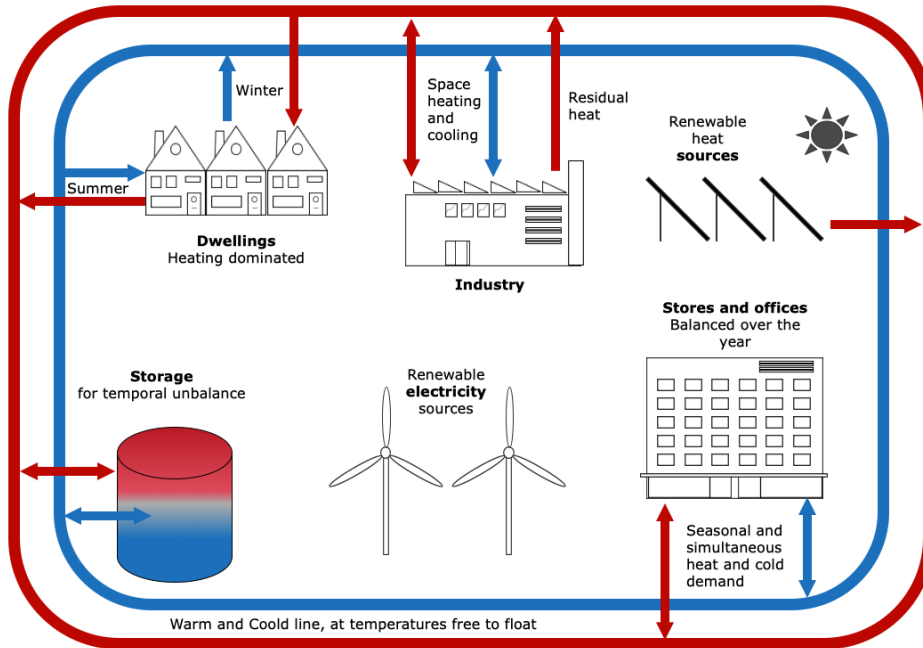 Winter
Summer
Dwellings
Heating dominated
Space
heating
and
cooling
Residual
heat
Industry
Renewable
heat
sources
Stores and offices
Balanced over the
year
Storage
for temporal unbalance
Renewable
electricity
sources
Seasonal and
simultaneous
heat and cold
demand
Warm and Coold line, at temperatures free to float